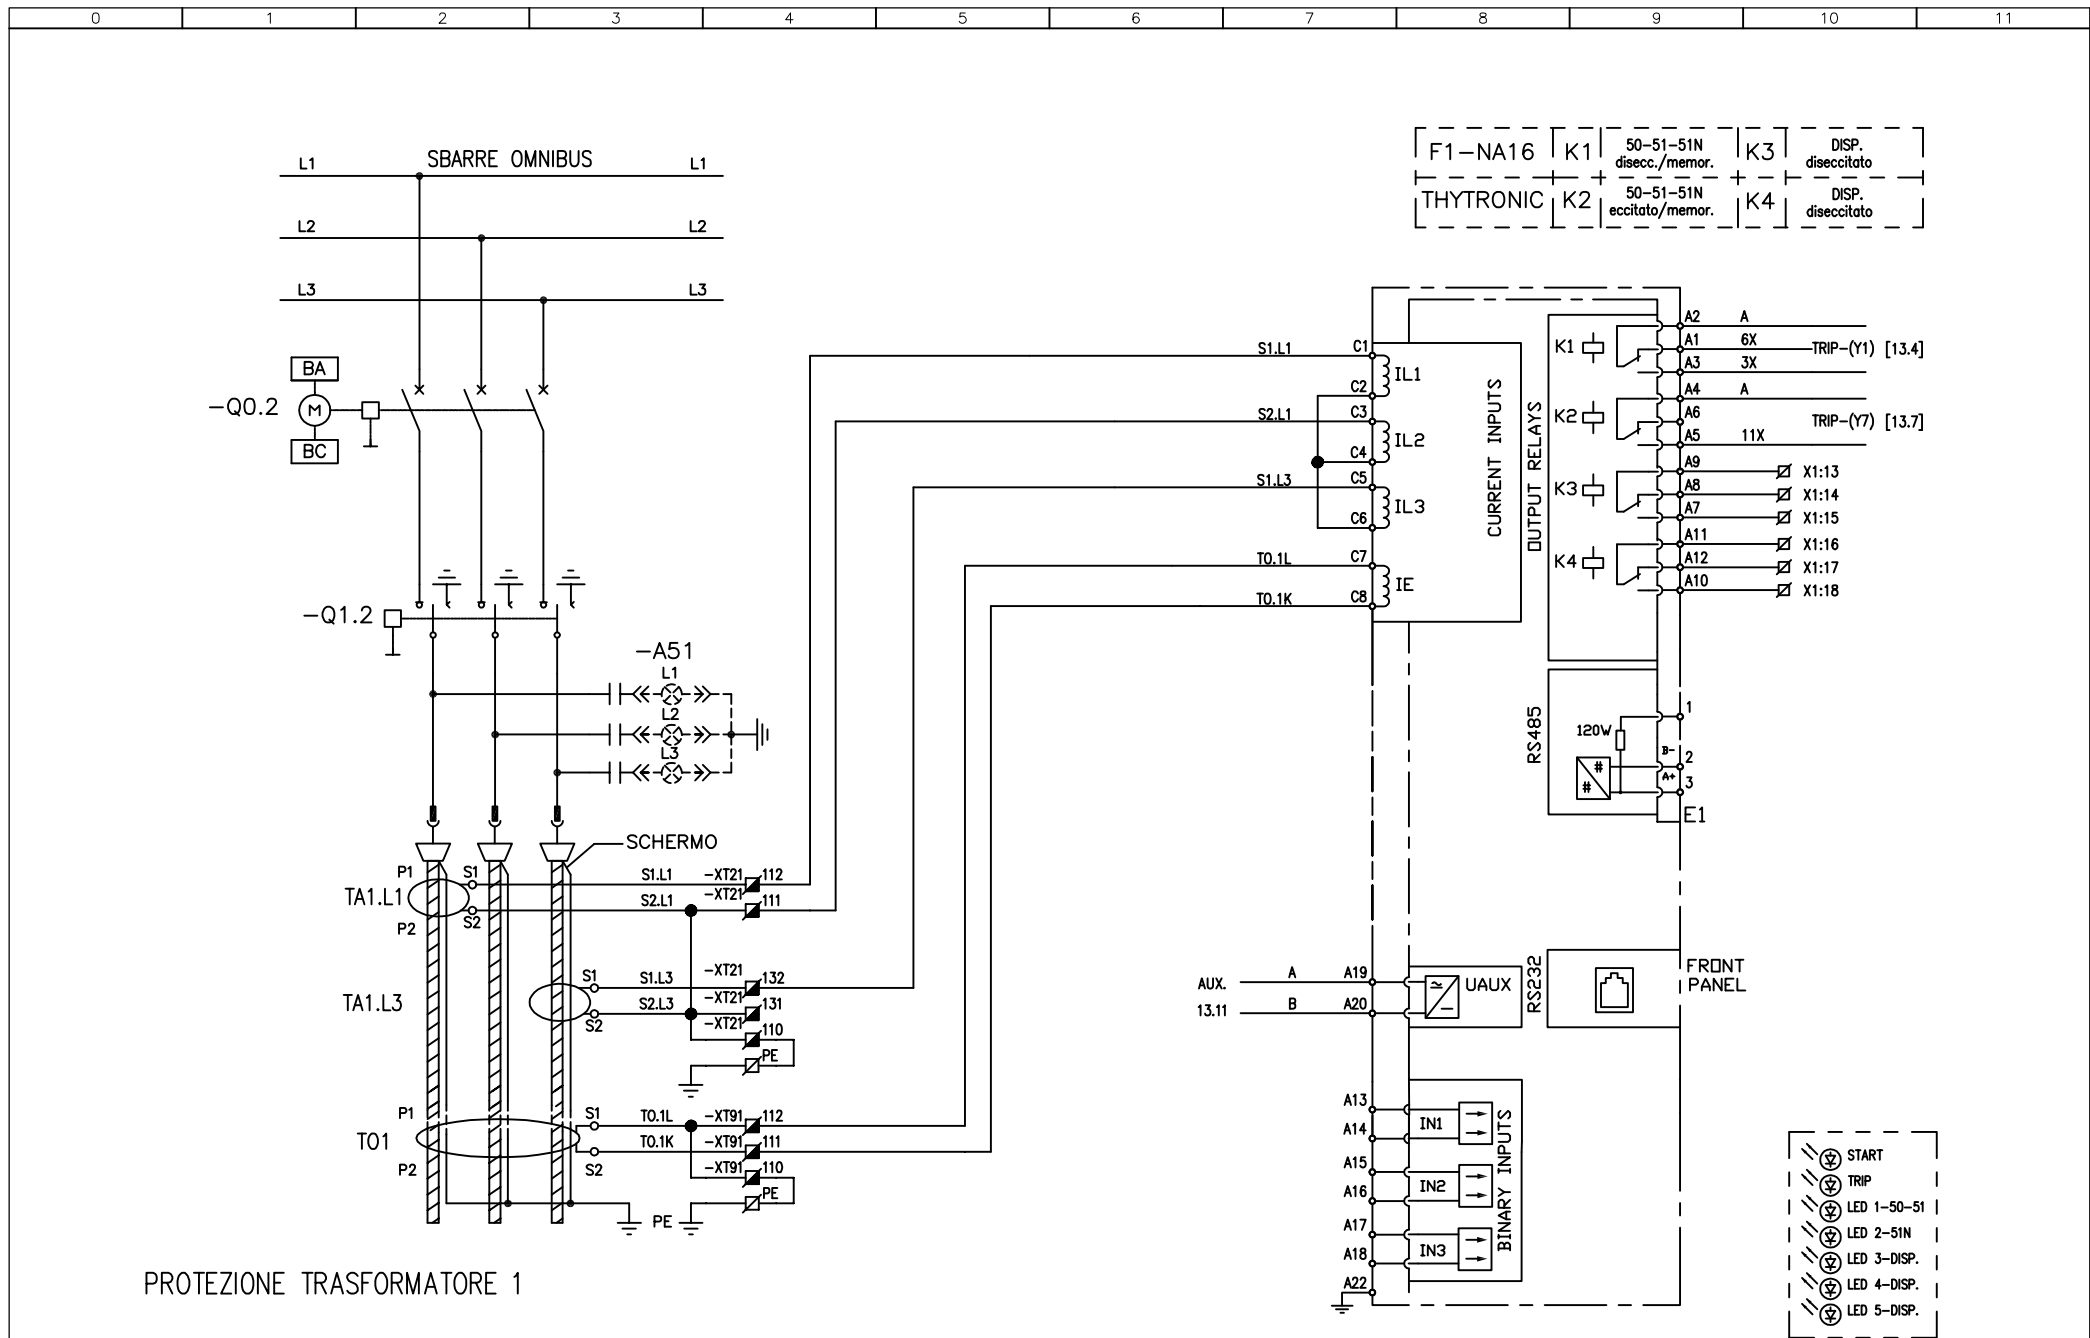 0 1 2 3 4 5 6 7 8 9 10 11
F1-NA16 K1 50-51-51N disecc./memor. K3 DISP. diseccitato
THYTRONIC K2 50-51-51N eccitato/memor. K4 DISP. diseccitato
L1 SBARRE OMNIBUS L1
L2 L2
L3 L3
BA
-Q0.2 M
BC
-Q1.2
-A51
L1
L2
L3
SCHERMO
P1 S1 S1.L1 -XT21 112
TA1.L1
S2 S2.L1 -XT21 111
P2
S1 S1.L3 -XT21 132
TA1.L3
S2 S2.L3 -XT21 131
-XT21 110
PE
P1 S1 T0.1L -XT91 112
T01
P2 S2 T0.1K -XT91 111
-XT91 110
PE
PE
PROTEZIONE TRASFORMATORE 1
S1.L1 C1
IL1
C2
S2.L1 C3
IL2
C4
S1.L3 C5
IL3
C6
T0.1L C7
IE
T0.1K C8
CURRENT INPUTS
OUTPUT RELAYS
K1
A2 A
A1 6X TRIP-(Y1) [13.4]
A3 3X
K2
A4 A
A6 TRIP-(Y7) [13.7]
A5 11X
K3
A9 X1:13
A8 X1:14
A7 X1:15
K4
A11 X1:16
A12 X1:17
A10 X1:18
RS485
120W
1
B- 2
A+ 3
# #
E1
AUX. A A19
13.11 B A20
UAUX
RS232
FRONT
PANEL
A13
IN1
A14
A15
IN2
A16
A17
IN3
A18
A22
BINARY INPUTS
START
TRIP
LED 1-50-51
LED 2-51N
LED 3-DISP.
LED 4-DISP.
LED 5-DISP.